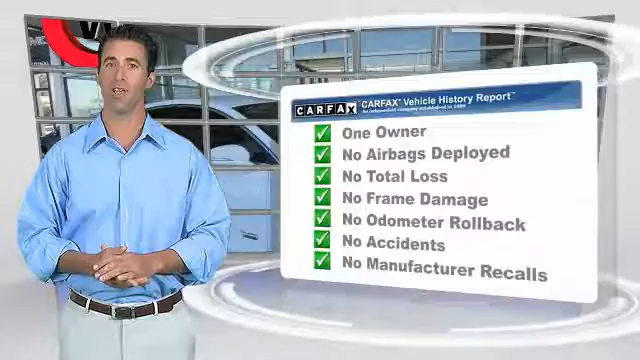 CARFAX CARFAX Vehicle History Report™
One Owner
No Airbags Deployed
No Total Loss
No Frame Damage
No Odometer Rollback
No Accidents
No Manufacturer Recalls